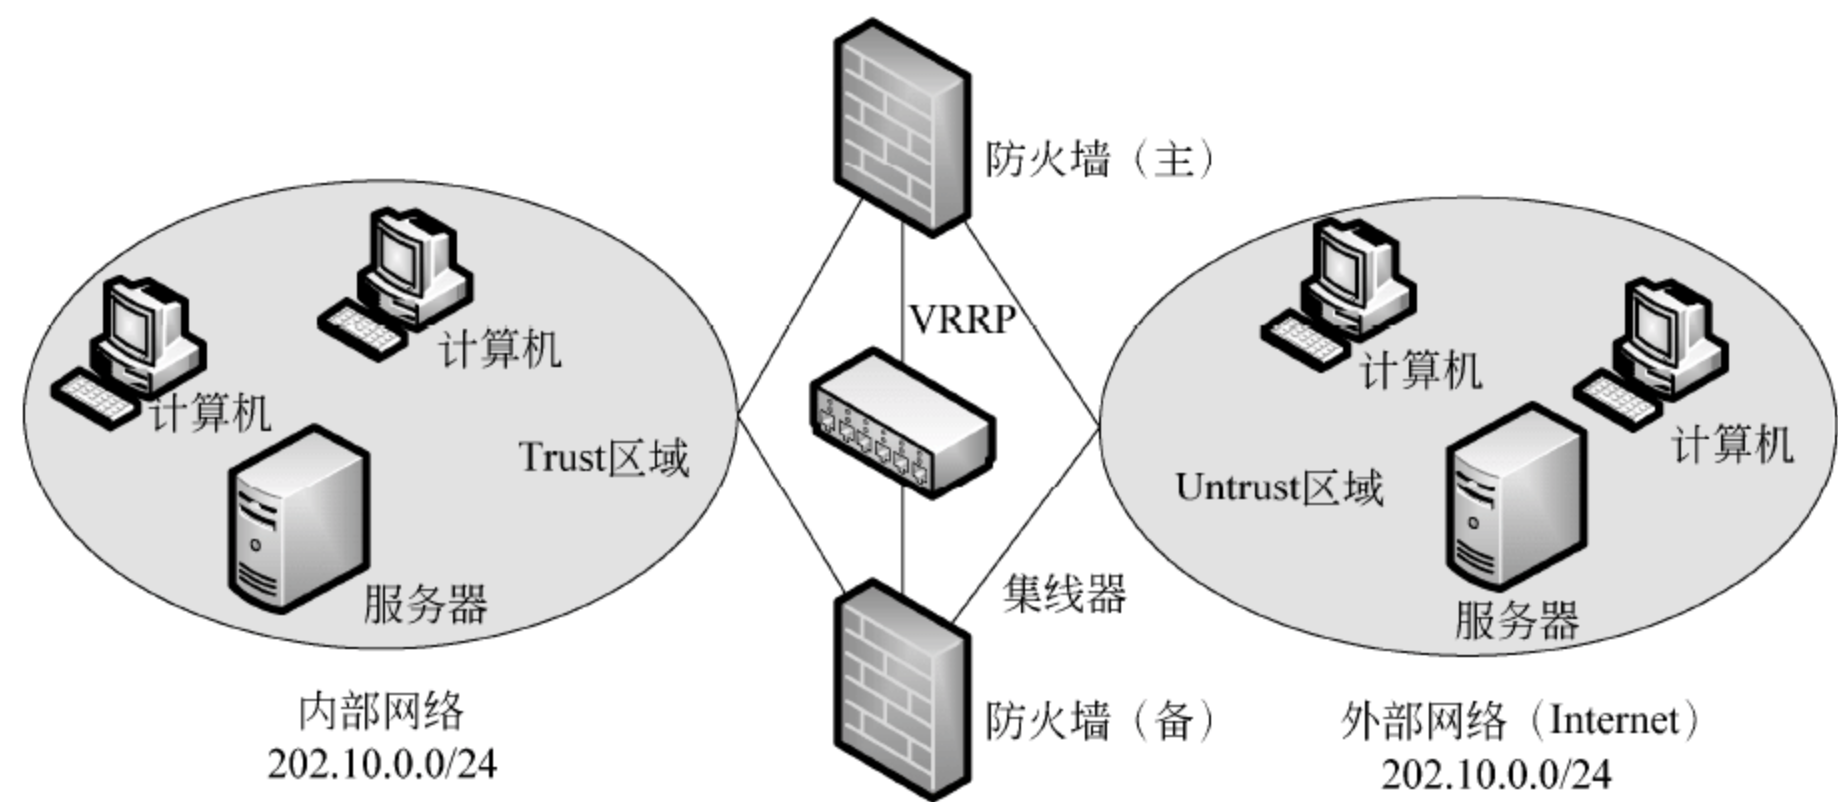 防火墙（主）
VRRP
计算机
计算机
Trust区域
服务器
内部网络
202.10.0.0/24
集线器
防火墙（备）
计算机
计算机
Untrust区域
服务器
外部网络（Internet）
202.10.0.0/24